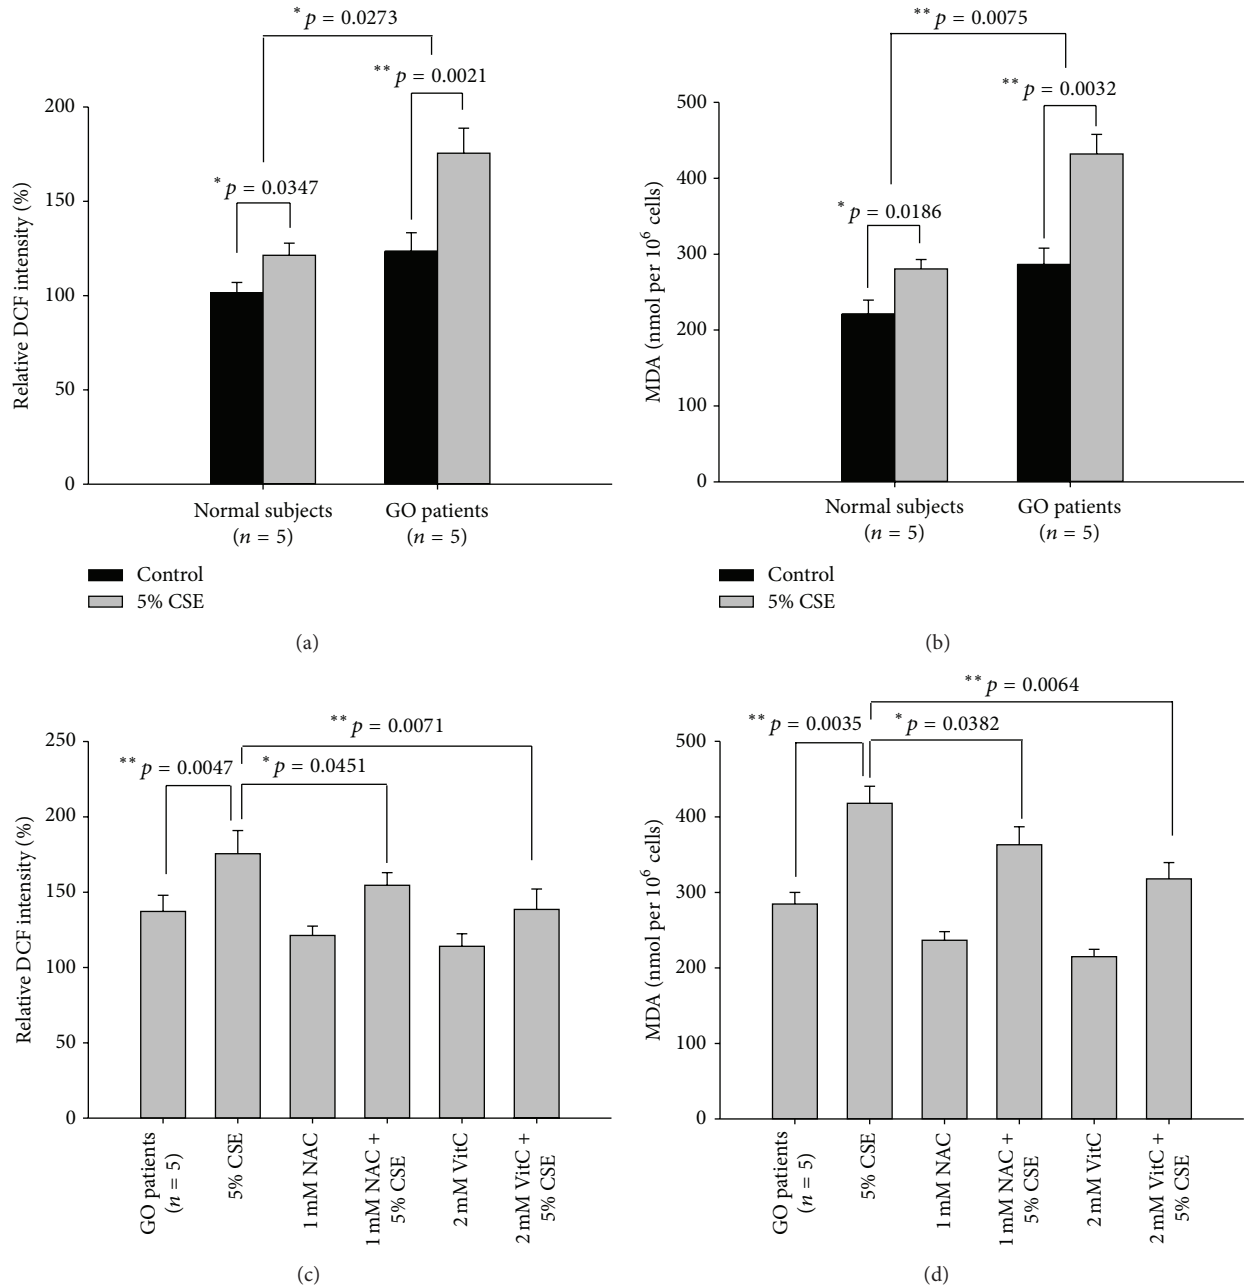 * p = 0.0273
** p = 0.0021
* p = 0.0347
Relative DCF intensity (%)
200
150
100
50
0
Normal subjects
(n = 5)
GO patients
(n = 5)
Control
5% CSE
(a)
** p = 0.0075
** p = 0.0032
* p = 0.0186
MDA (nmol per 10⁶ cells)
500
400
300
200
100
0
Normal subjects
(n = 5)
GO patients
(n = 5)
Control
5% CSE
(b)
** p = 0.0071
** p = 0.0047
* p = 0.0451
Relative DCF intensity (%)
250
200
150
100
50
0
GO patients
(n = 5)
5% CSE
1 mM NAC
1 mM NAC +
5% CSE
2 mM VitC
2 mM VitC +
5% CSE
(c)
** p = 0.0064
** p = 0.0035
* p = 0.0382
MDA (nmol per 10⁶ cells)
500
400
300
200
100
0
GO patients
(n = 5)
5% CSE
1 mM NAC
1 mM NAC +
5% CSE
2 mM VitC
2 mM VitC +
5% CSE
(d)